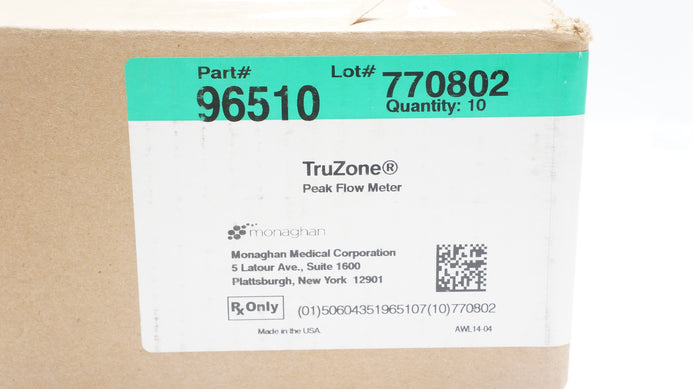 Part# Lot# 770802
96510 Quantity: 10
TruZone®
Peak Flow Meter
monaghan
Monaghan Medical Corporation
5 Latour Ave., Suite 1600
Plattsburgh, New York 12901
Rx Only (01)50604351965107(10)770802
Made in the USA. AWL14-04